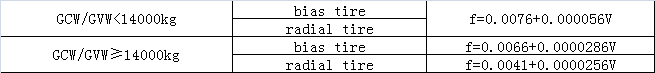 GCW/GVW<14000kg bias tire f=0.0076+0.000056V
radial tire
GCW/GVW≥14000kg bias tire f=0.0066+0.0000286V
radial tire f=0.0041+0.0000256V